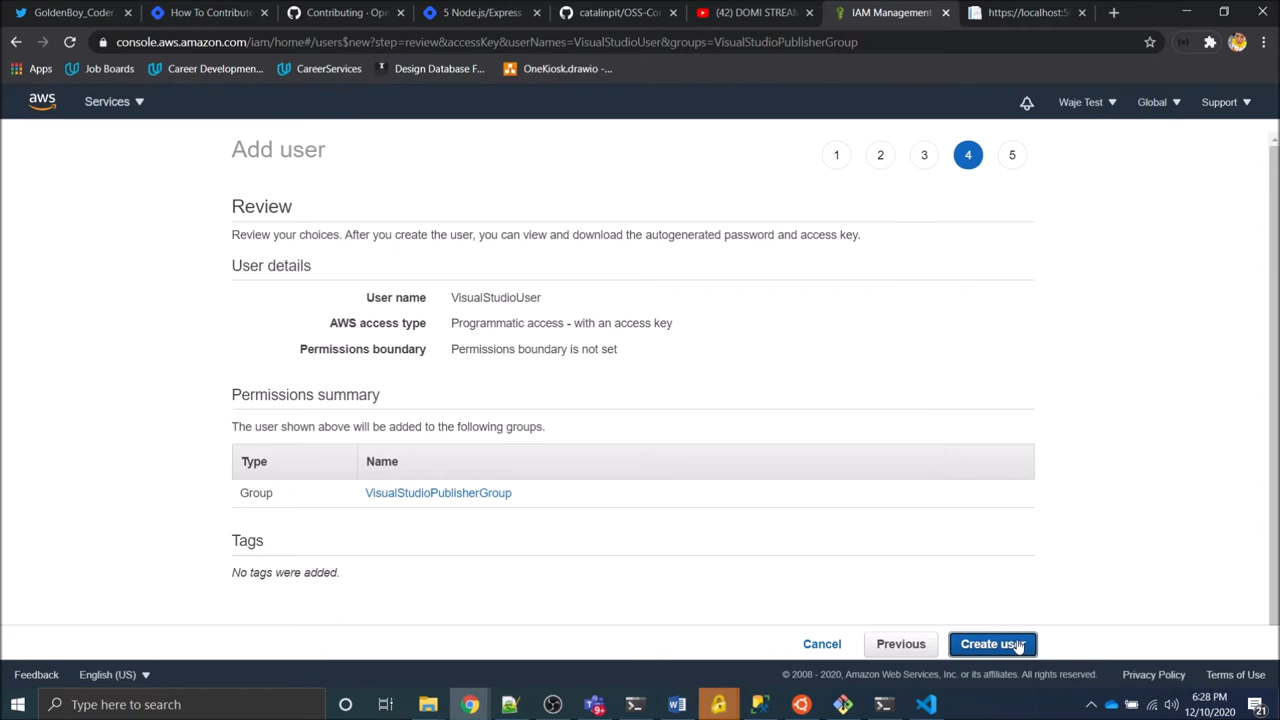 GoldenBoy_Coder
How To Contribute
Contributing - Ope
5 Node.js/Express
catalinpit/OSS-Con
(42) DOMI STREAM
IAM Management
https://localhost:50
console.aws.amazon.com/iam/home#/users$new?step=review&accessKey&userNames=VisualStudioUser&groups=VisualStudioPublisherGroup
Apps
Job Boards
Career Developmen...
CareerServices
Design Database F...
OneKiosk.drawio -...
aws
Services
Waje Test
Global
Support
Add user
1
2
3
4
5
Review
Review your choices. After you create the user, you can view and download the autogenerated password and access key.
User details
User name VisualStudioUser
AWS access type Programmatic access - with an access key
Permissions boundary Permissions boundary is not set
Permissions summary
The user shown above will be added to the following groups.
Type Name
Group VisualStudioPublisherGroup
Tags
No tags were added.
Cancel
Previous
Create user
Feedback
English (US)
© 2008 - 2020, Amazon Web Services, Inc. or its affiliates. All rights reserved.
Privacy Policy
Terms of Use
Type here to search
9+
6:28 PM
12/10/2020
21